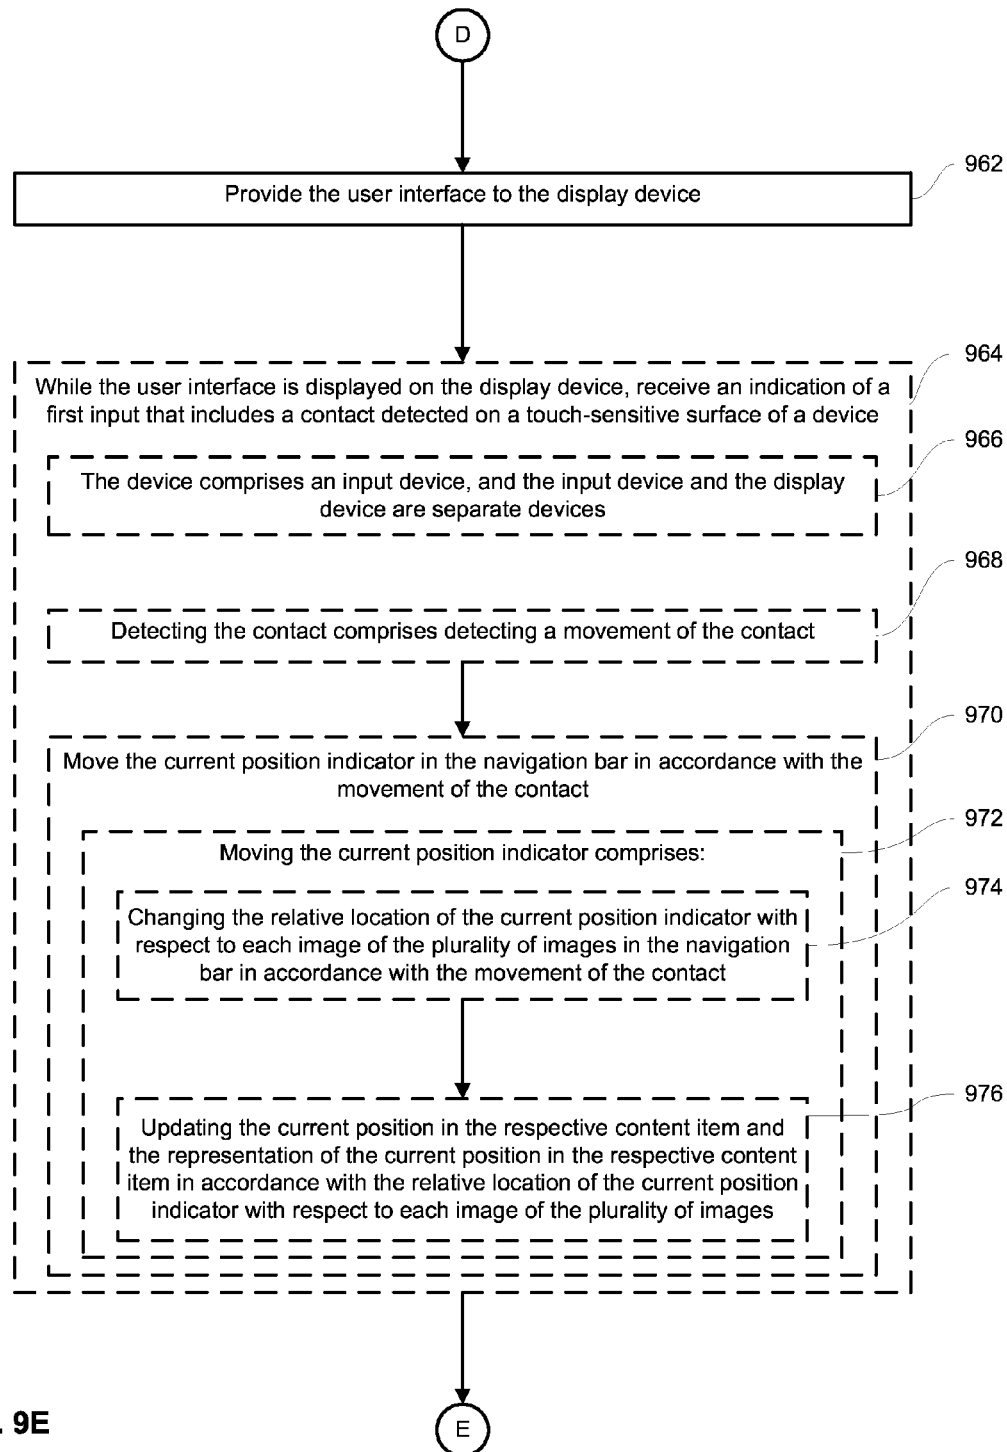 D
962
Provide the user interface to the display device
964
While the user interface is displayed on the display device, receive an indication of a
first input that includes a contact detected on a touch-sensitive surface of a device
966
The device comprises an input device, and the input device and the display
device are separate devices
968
Detecting the contact comprises detecting a movement of the contact
970
Move the current position indicator in the navigation bar in accordance with the
movement of the contact
972
Moving the current position indicator comprises:
974
Changing the relative location of the current position indicator with
respect to each image of the plurality of images in the navigation
bar in accordance with the movement of the contact
976
Updating the current position in the respective content item and
the representation of the current position in the respective content
item in accordance with the relative location of the current position
indicator with respect to each image of the plurality of images
. 9E
E